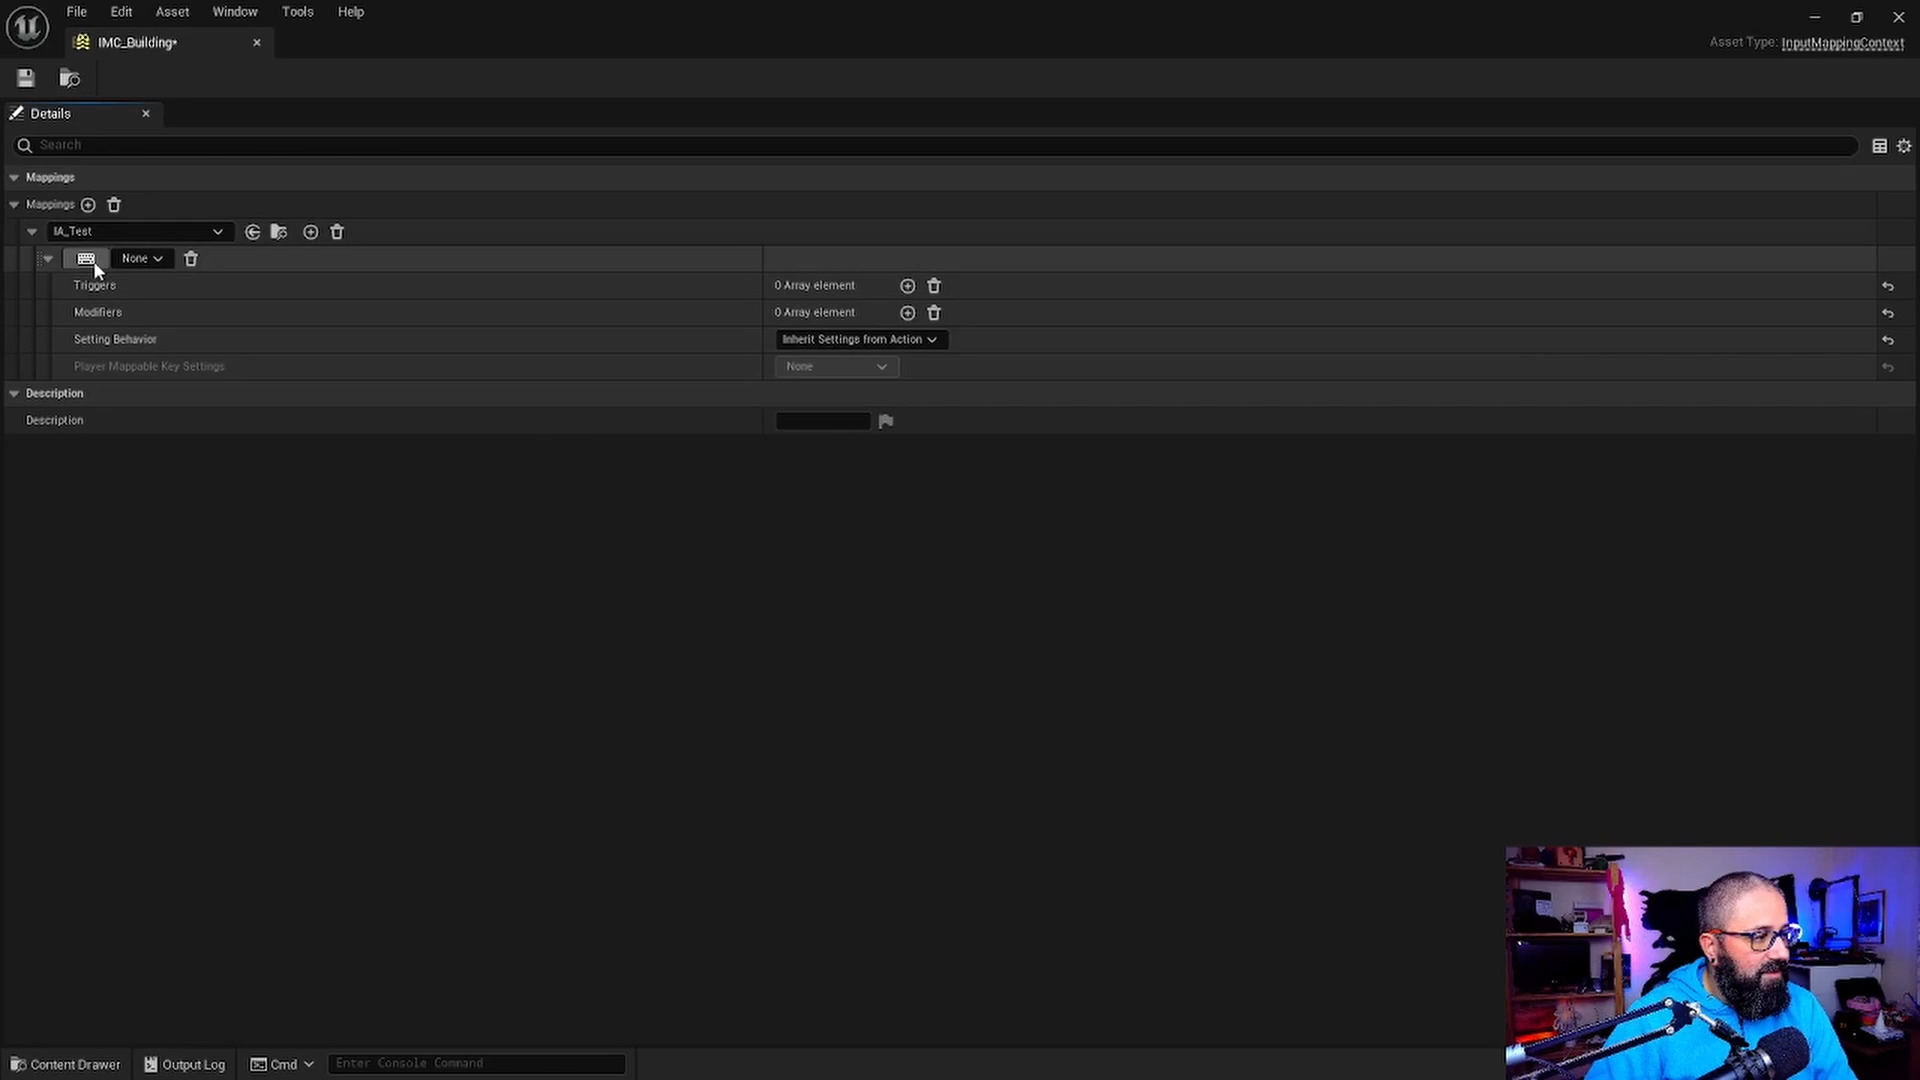 File Edit Asset Window Tools Help
IMC_Building*
Asset Type: InputMappingContext
Details
Search
Mappings
Mappings
IA_Test
None
Triggers
0 Array element
Modifiers
0 Array element
Setting Behavior
Inherit Settings from Action
Player Mappable Key Settings
None
Description
Description
Content Drawer
Output Log
Cmd
Enter Console Command